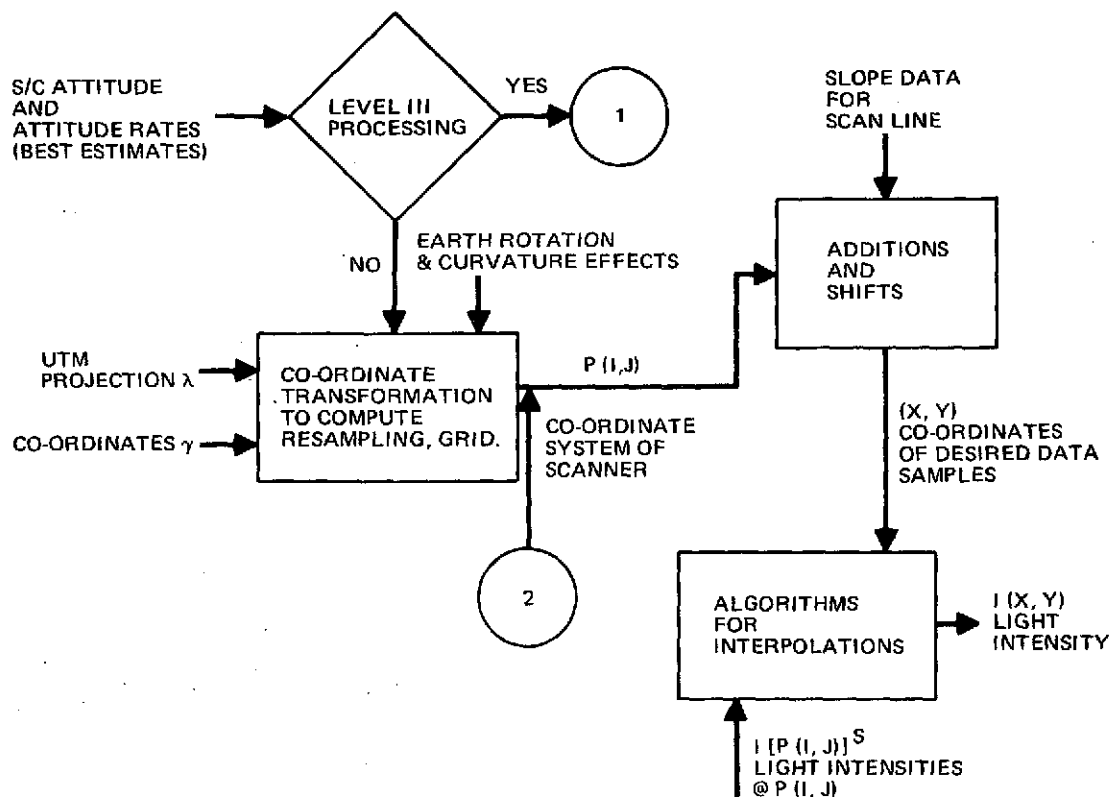 S/C ATTITUDE
AND
ATTITUDE RATES
(BEST ESTIMATES)
LEVEL III
PROCESSING
YES
1
SLOPE DATA
FOR
SCAN LINE
NO
EARTH ROTATION
& CURVATURE EFFECTS
ADDITIONS
AND
SHIFTS
UTM
PROJECTION λ
CO-ORDINATES γ
CO-ORDINATE
TRANSFORMATION
TO COMPUTE
RESAMPLING, GRID.
P (I,J)
CO-ORDINATE
SYSTEM OF
SCANNER
2
(X, Y)
CO-ORDINATES
OF DESIRED DATA
SAMPLES
ALGORITHMS
FOR
INTERPOLATIONS
I (X, Y)
LIGHT
INTENSITY
I [P (I, J)] S
LIGHT INTENSITIES
@ P (I, J)